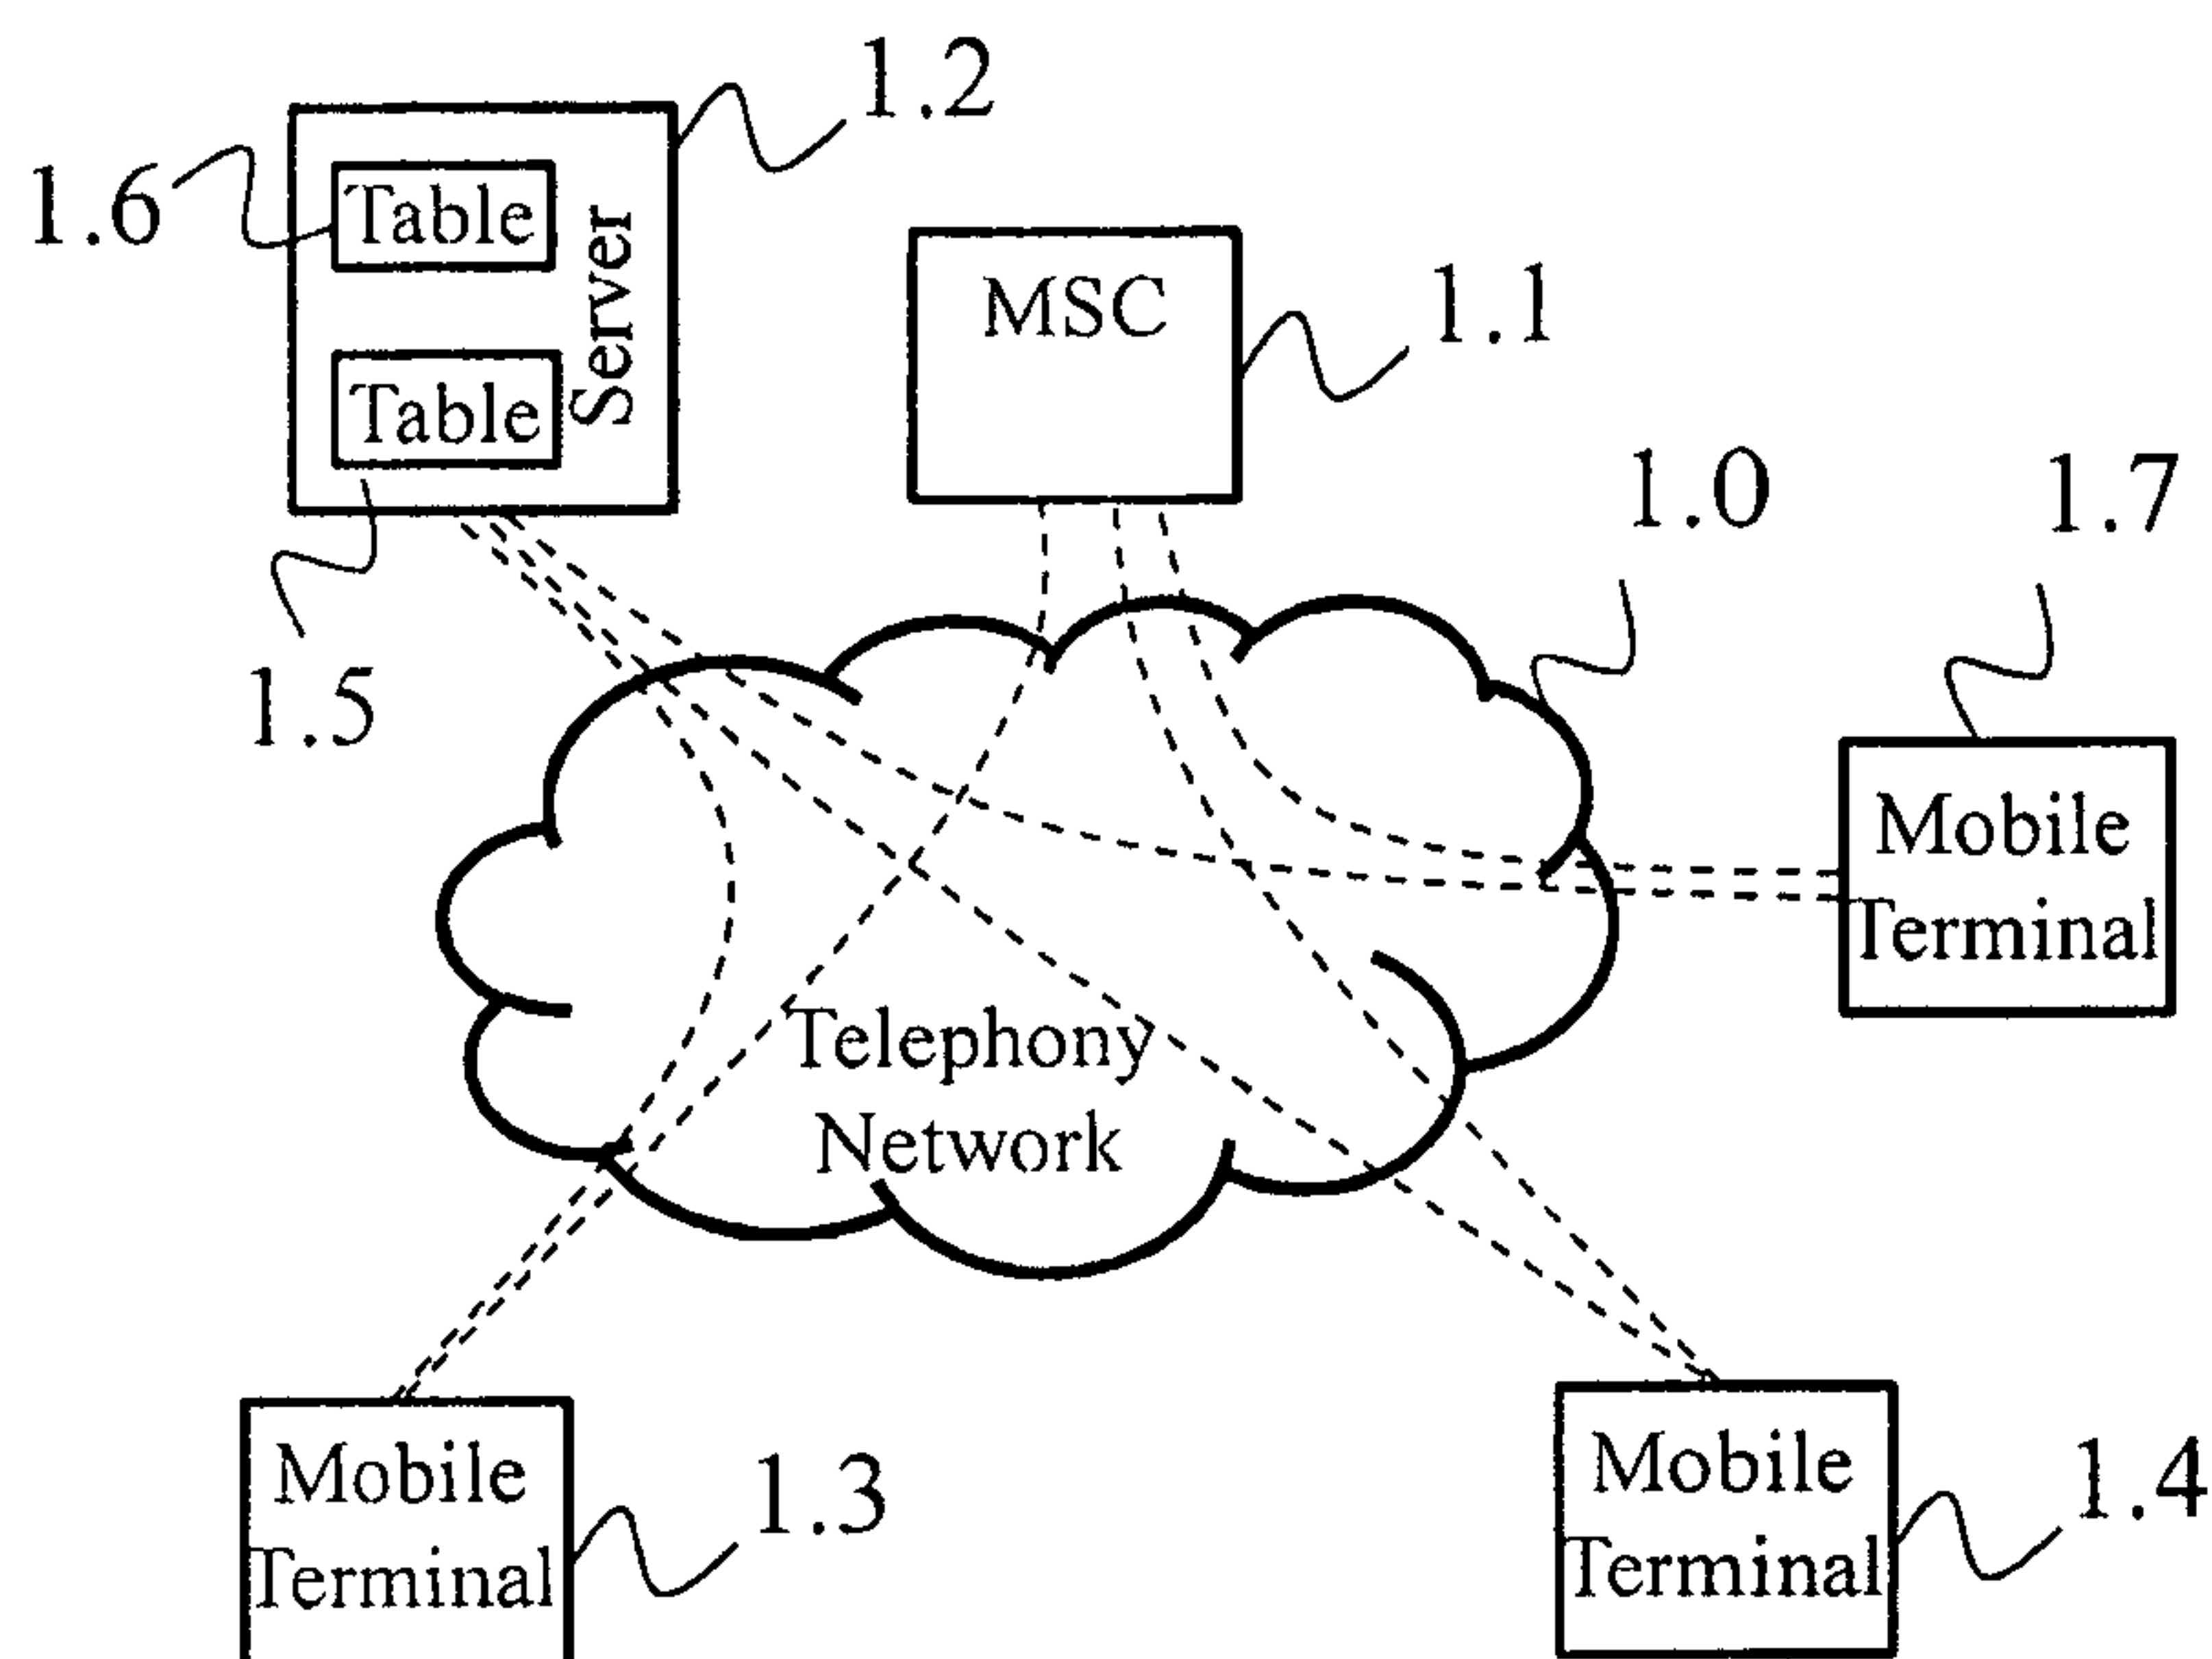 1.2
1.6
Table
Server
Table
MSC
1.1
1.0
1.7
1.5
Mobile
Terminal
Telephony
Network
Mobile
Terminal
1.3
Mobile
Terminal
1.4